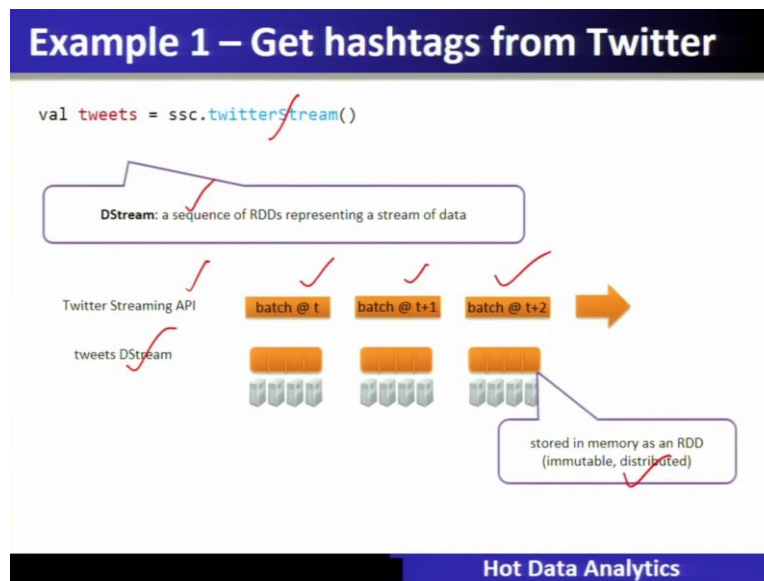 Example 1 – Get hashtags from Twitter
val tweets = ssc.twitterStream()
DStream: a sequence of RDDs representing a stream of data
Twitter Streaming API
batch @ t
batch @ t+1
batch @ t+2
tweets DStream
stored in memory as an RDD
(immutable, distributed)
Hot Data Analytics